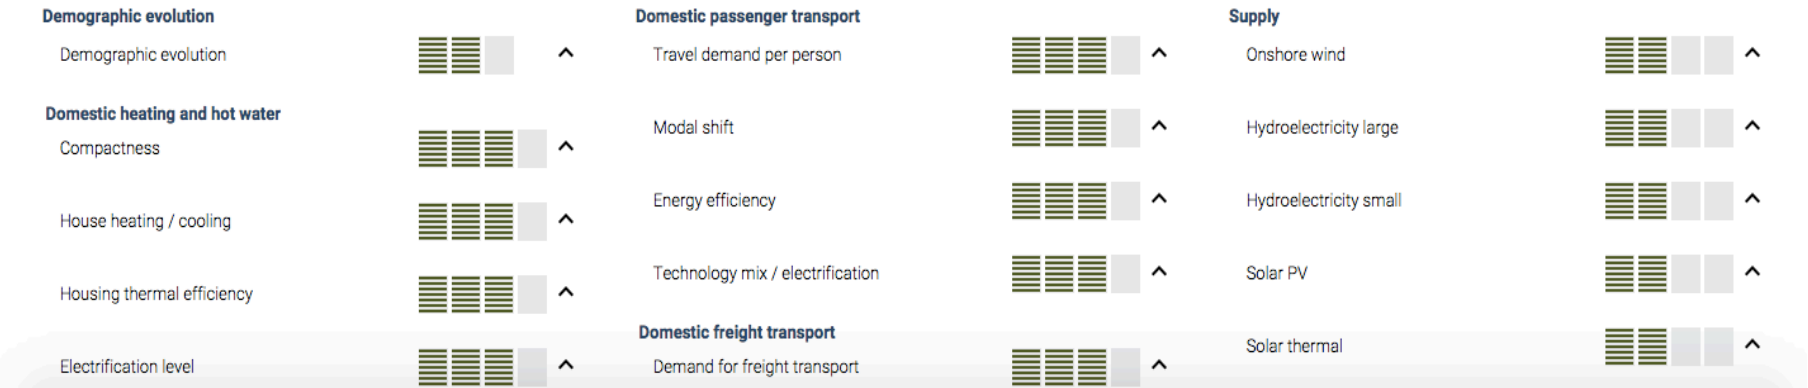 Demographic evolution
Demographic evolution
Domestic heating and hot water
Compactness
House heating / cooling
Housing thermal efficiency
Electrification level
Domestic passenger transport
Travel demand per person
Modal shift
Energy efficiency
Technology mix / electrification
Domestic freight transport
Demand for freight transport
Supply
Onshore wind
Hydroelectricity large
Hydroelectricity small
Solar PV
Solar thermal